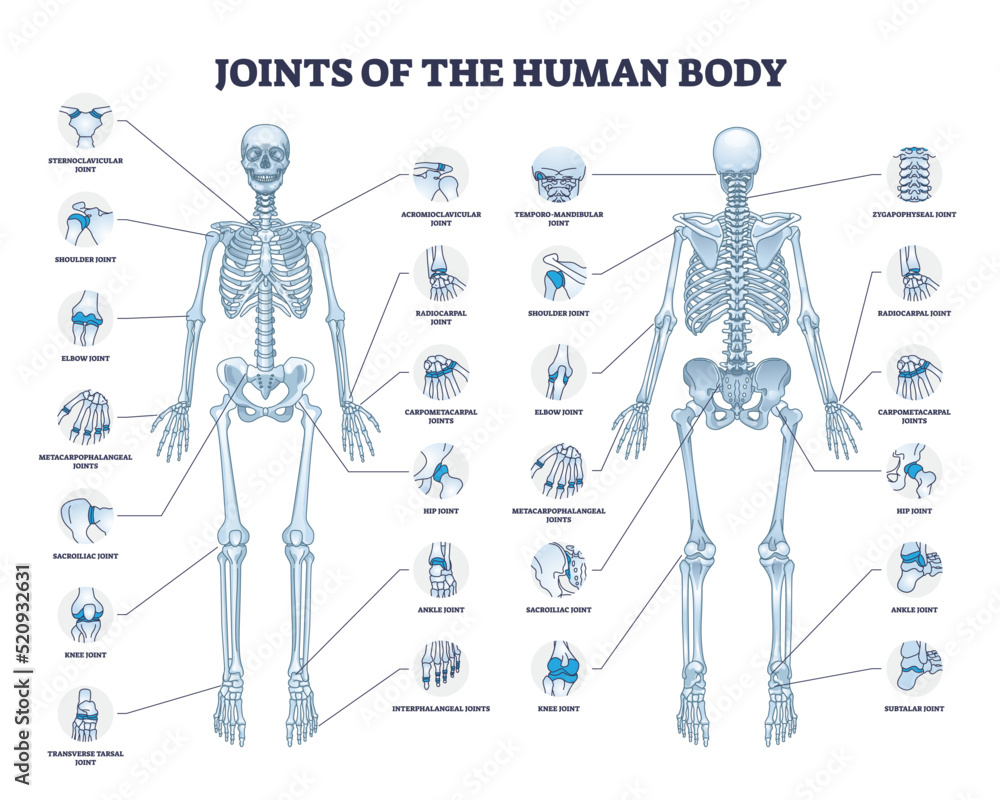 JOINTS OF THE HUMAN BODY
STERNOCLAVICULAR
JOINT
SHOULDER JOINT
ELBOW JOINT
METACARPOPHALANGEAL
JOINTS
SACROILIAC JOINT
KNEE JOINT
TRANSVERSE TARSAL
JOINT
ACROMIOCLAVICULAR
JOINT
RADIOCARPAL
JOINT
CARPOMETACARPAL
JOINTS
HIP JOINT
ANKLE JOINT
INTERPHALANGEAL JOINTS
TEMPORO-MANDIBULAR
JOINT
SHOULDER JOINT
ELBOW JOINT
METACARPOPHALANGEAL
JOINTS
SACROILIAC JOINT
KNEE JOINT
ZYGAPOPHYSEAL JOINT
RADIOCARPAL JOINT
CARPOMETACARPAL
JOINTS
HIP JOINT
ANKLE JOINT
SUBTALAR JOINT
Adobe Stock | #520932631